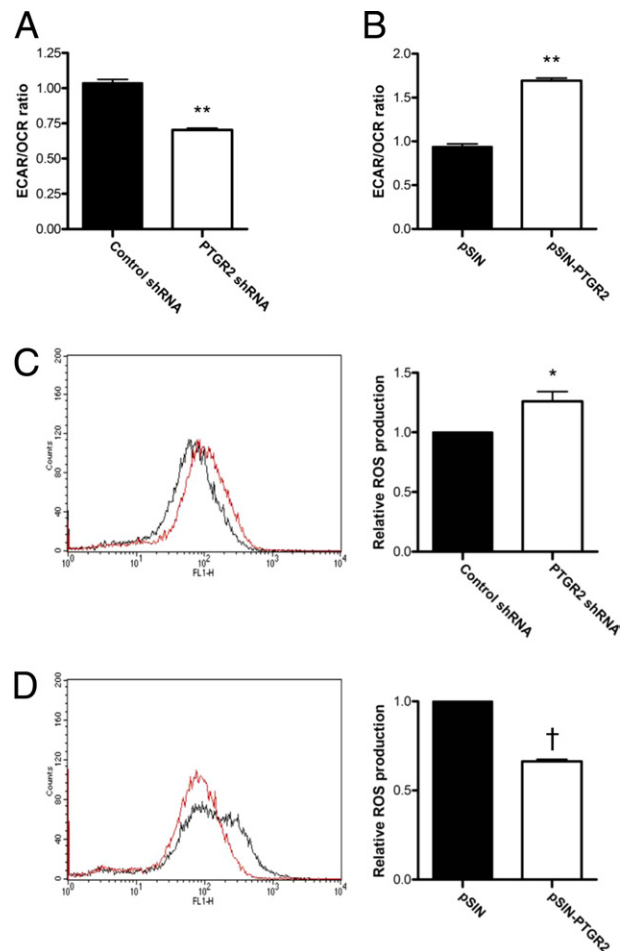 A
ECAR/OCR ratio
1.25
1.00
0.75
0.50
0.25
0.00
**
Control shRNA
PTGR2 shRNA
B
ECAR/OCR ratio
2.0
1.5
1.0
0.5
0.0
**
pSIN
pSIN-PTGR2
C
Counts
200
160
120
80
40
0
10⁰
10¹
10²
10³
10⁴
FL1-H
Relative ROS production
1.5
1.0
0.5
0.0
*
Control shRNA
PTGR2 shRNA
D
Counts
200
160
120
80
40
0
10⁰
10¹
10²
10³
10⁴
FL1-H
Relative ROS production
1.0
0.5
0.0
†
pSIN
pSIN-PTGR2